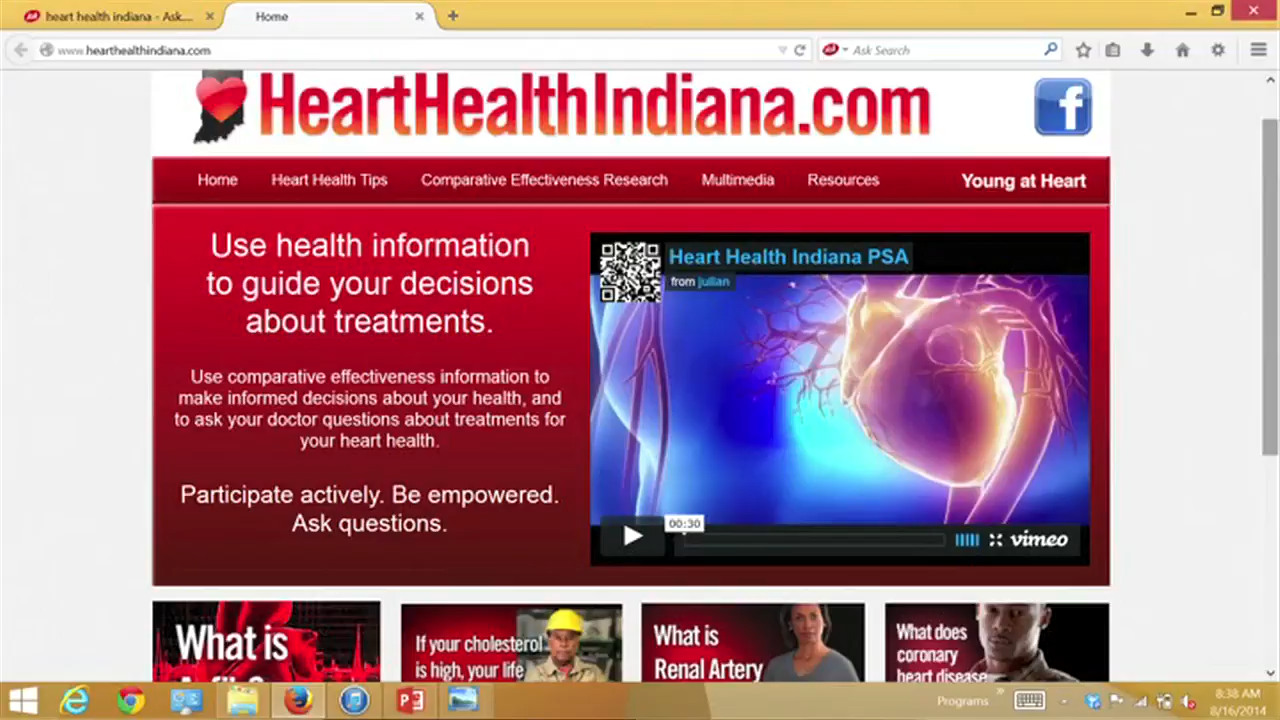 heart health indiana - Ask....
Home
www.hearthealthindiana.com
Ask Search
HeartHealthIndiana.com
f
Home
Heart Health Tips
Comparative Effectiveness Research
Multimedia
Resources
Young at Heart
Use health information
to guide your decisions
about treatments.
Use comparative effectiveness information to
make informed decisions about your health, and
to ask your doctor questions about treatments for
your heart health.
Participate actively. Be empowered.
Ask questions.
Heart Health Indiana PSA
from julian
00:30
vimeo
What is
If your cholesterol
is high, your life
What is
Renal Artery
What does
coronary
heart disease
Programs
8:38 AM
8/16/2014